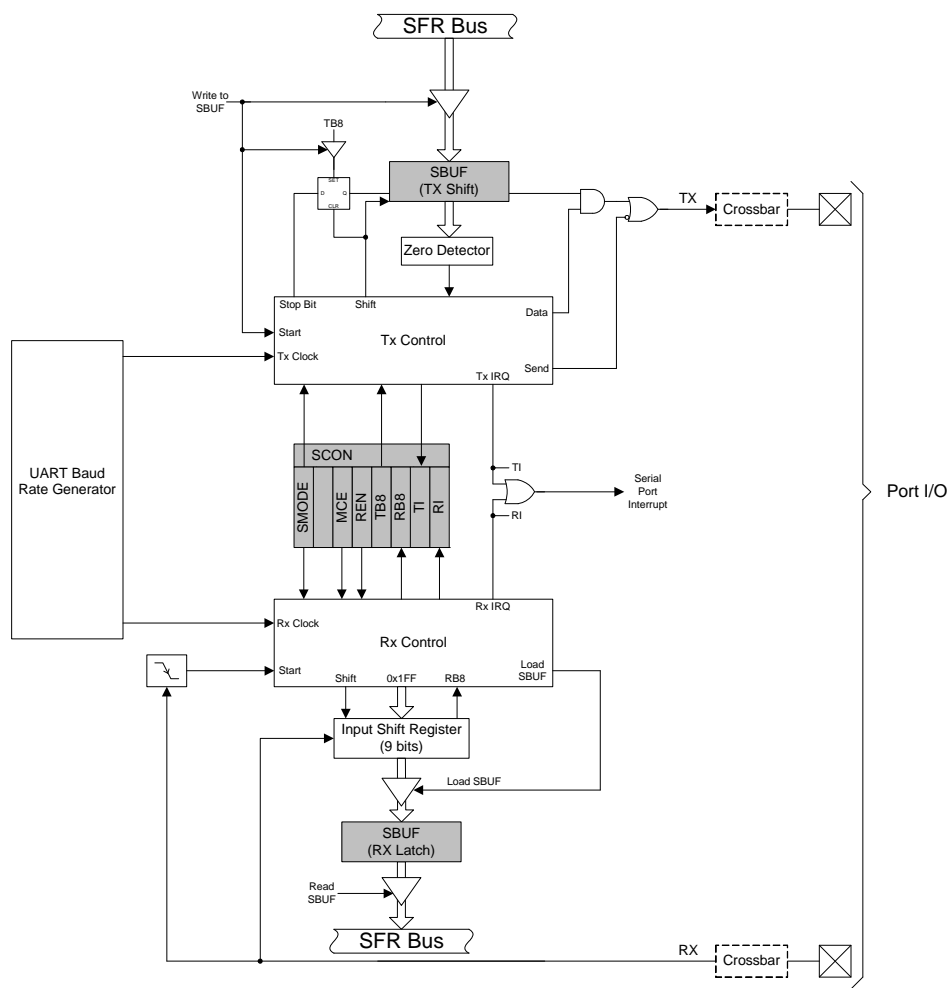 SFR Bus
Write to
SBUF
TB8
SBUF
(TX Shift)
SET
D
Q
CLR
TX
Crossbar
Zero Detector
Stop Bit
Shift
Data
Start
Tx Control
Tx Clock
Send
Tx IRQ
UART Baud
Rate Generator
SCON
SMODE
MCE
REN
TB8
RB8
TI
RI
TI
Serial
Port
Interrupt
RI
Port I/O
Rx IRQ
Rx Clock
Rx Control
Start
Load
SBUF
Shift
0x1FF
RB8
Input Shift Register
(9 bits)
Load SBUF
SBUF
(RX Latch)
Read
SBUF
SFR Bus
RX
Crossbar